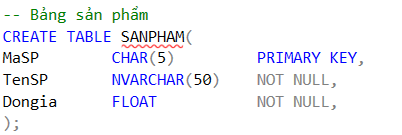 -- Bảng sản phẩm
CREATE TABLE SANPHAM(
MaSP CHAR(5) PRIMARY KEY,
TenSP NVARCHAR(50) NOT NULL,
Dongia FLOAT NOT NULL,
);